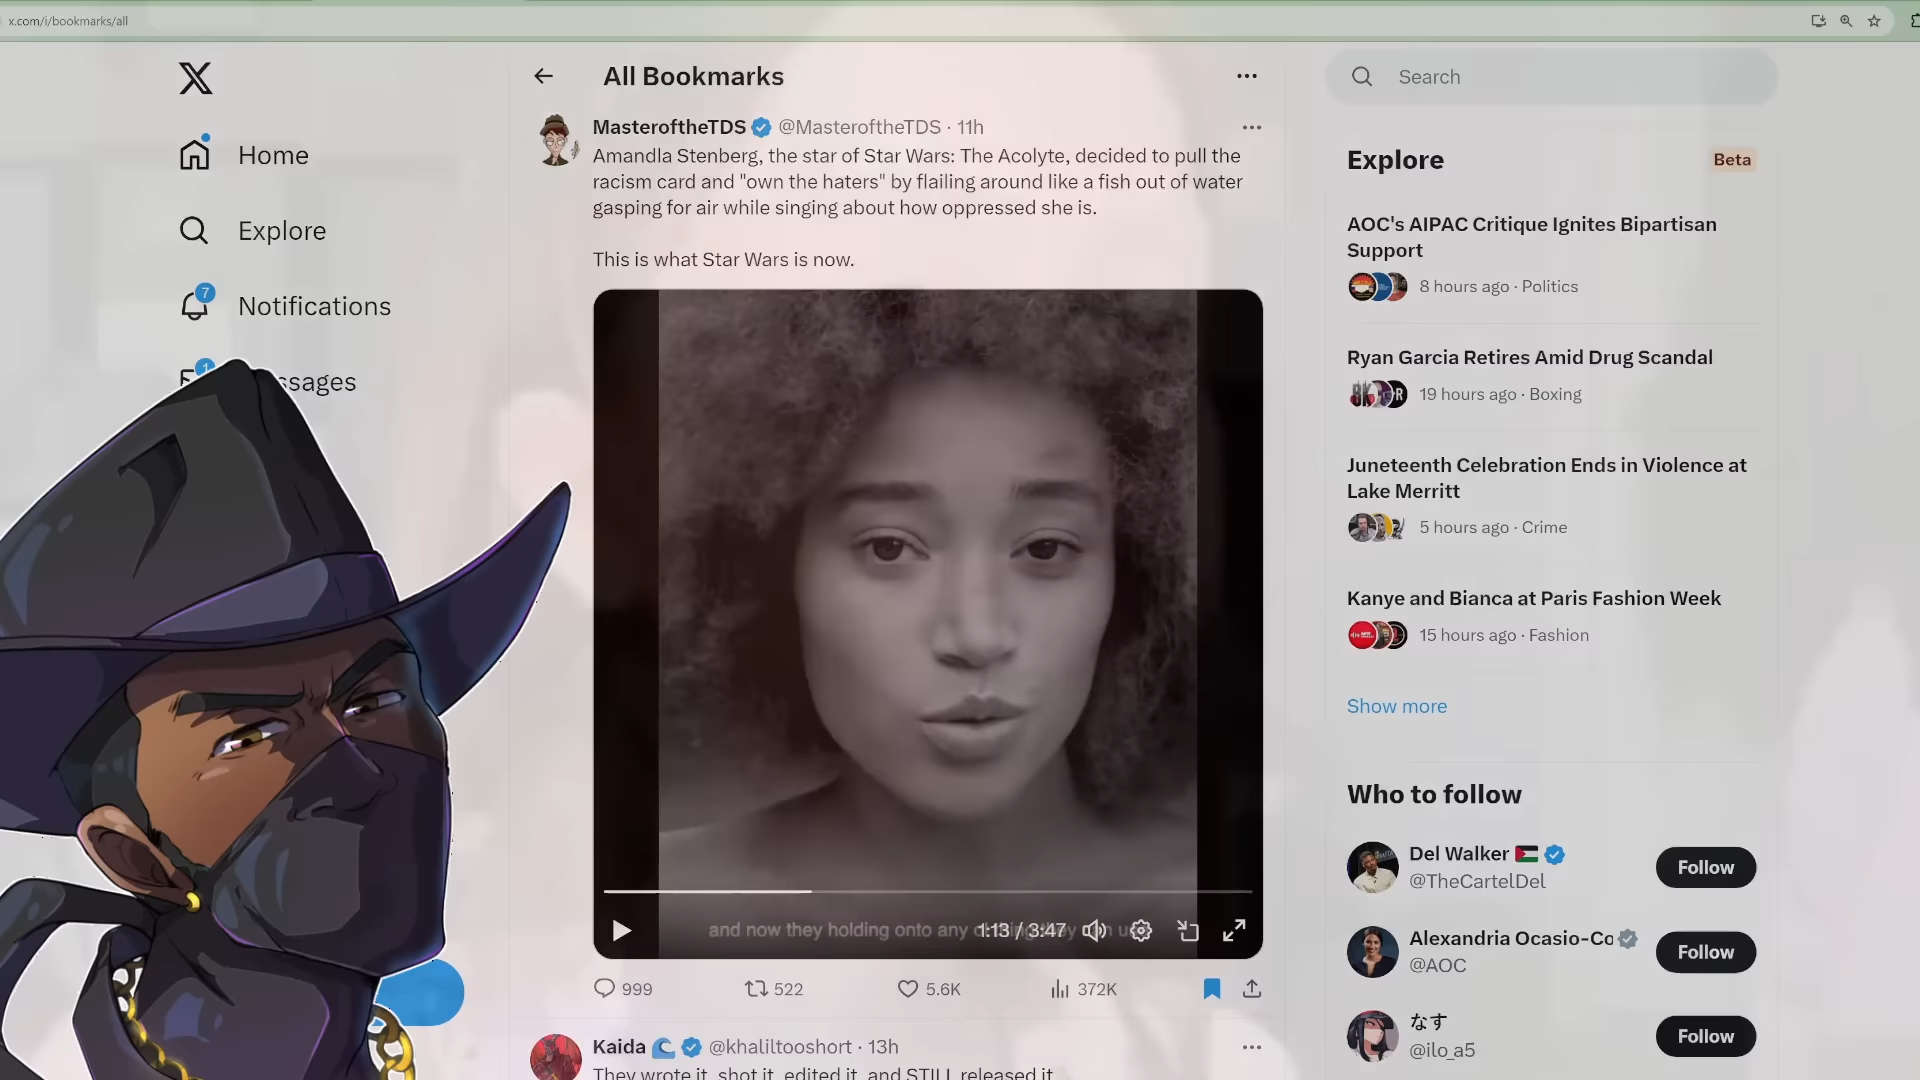 x.com/i/bookmarks/all
Home
Explore
7
Notifications
1
All Bookmarks
MasteroftheTDS @MasteroftheTDS · 11h
Amandla Stenberg, the star of Star Wars: The Acolyte, decided to pull the
racism card and "own the haters" by flailing around like a fish out of water
gasping for air while singing about how oppressed she is.
This is what Star Wars is now.
and now they holding onto any
1:13 / 3:47
999
522
5.6K
372K
Kaida @khaliltooshort · 13h
They wrote it, shot it, edited it, and STILL released it
Search
Explore
Beta
AOC's AIPAC Critique Ignites Bipartisan
Support
8 hours ago · Politics
Ryan Garcia Retires Amid Drug Scandal
19 hours ago · Boxing
Juneteenth Celebration Ends in Violence at
Lake Merritt
5 hours ago · Crime
Kanye and Bianca at Paris Fashion Week
15 hours ago · Fashion
Show more
Who to follow
Del Walker
@TheCartelDel
Follow
Alexandria Ocasio-Co
@AOC
Follow
なす
@ilo_a5
Follow